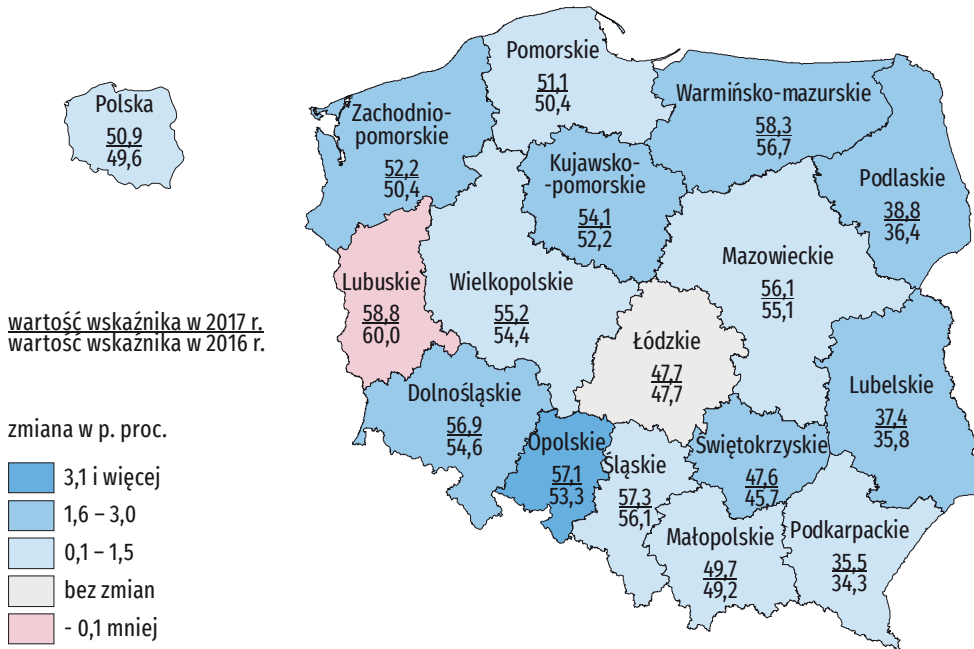 Polska
50,9
49,6
wartość wskaźnika w 2017 r.
wartość wskaźnika w 2016 r.
zmiana w p. proc.
3,1 i więcej
1,6 – 3,0
0,1 – 1,5
bez zmian
- 0,1 mniej
Pomorskie
51,1
50,4
Warmińsko-mazurskie
58,3
56,7
Zachodnio-
pomorskie
52,2
50,4
Kujawsko-
-pomorskie
54,1
52,2
Podlaskie
38,8
36,4
Lubuskie
58,8
60,0
Wielkopolskie
55,2
54,4
Mazowieckie
56,1
55,1
Łódzkie
47,7
47,7
Dolnośląskie
56,9
54,6
Opolskie
57,1
53,3
Śląskie
57,3
56,1
Świętokrzyskie
47,6
45,7
Lubelskie
37,4
35,8
Małopolskie
49,7
49,2
Podkarpackie
35,5
34,3